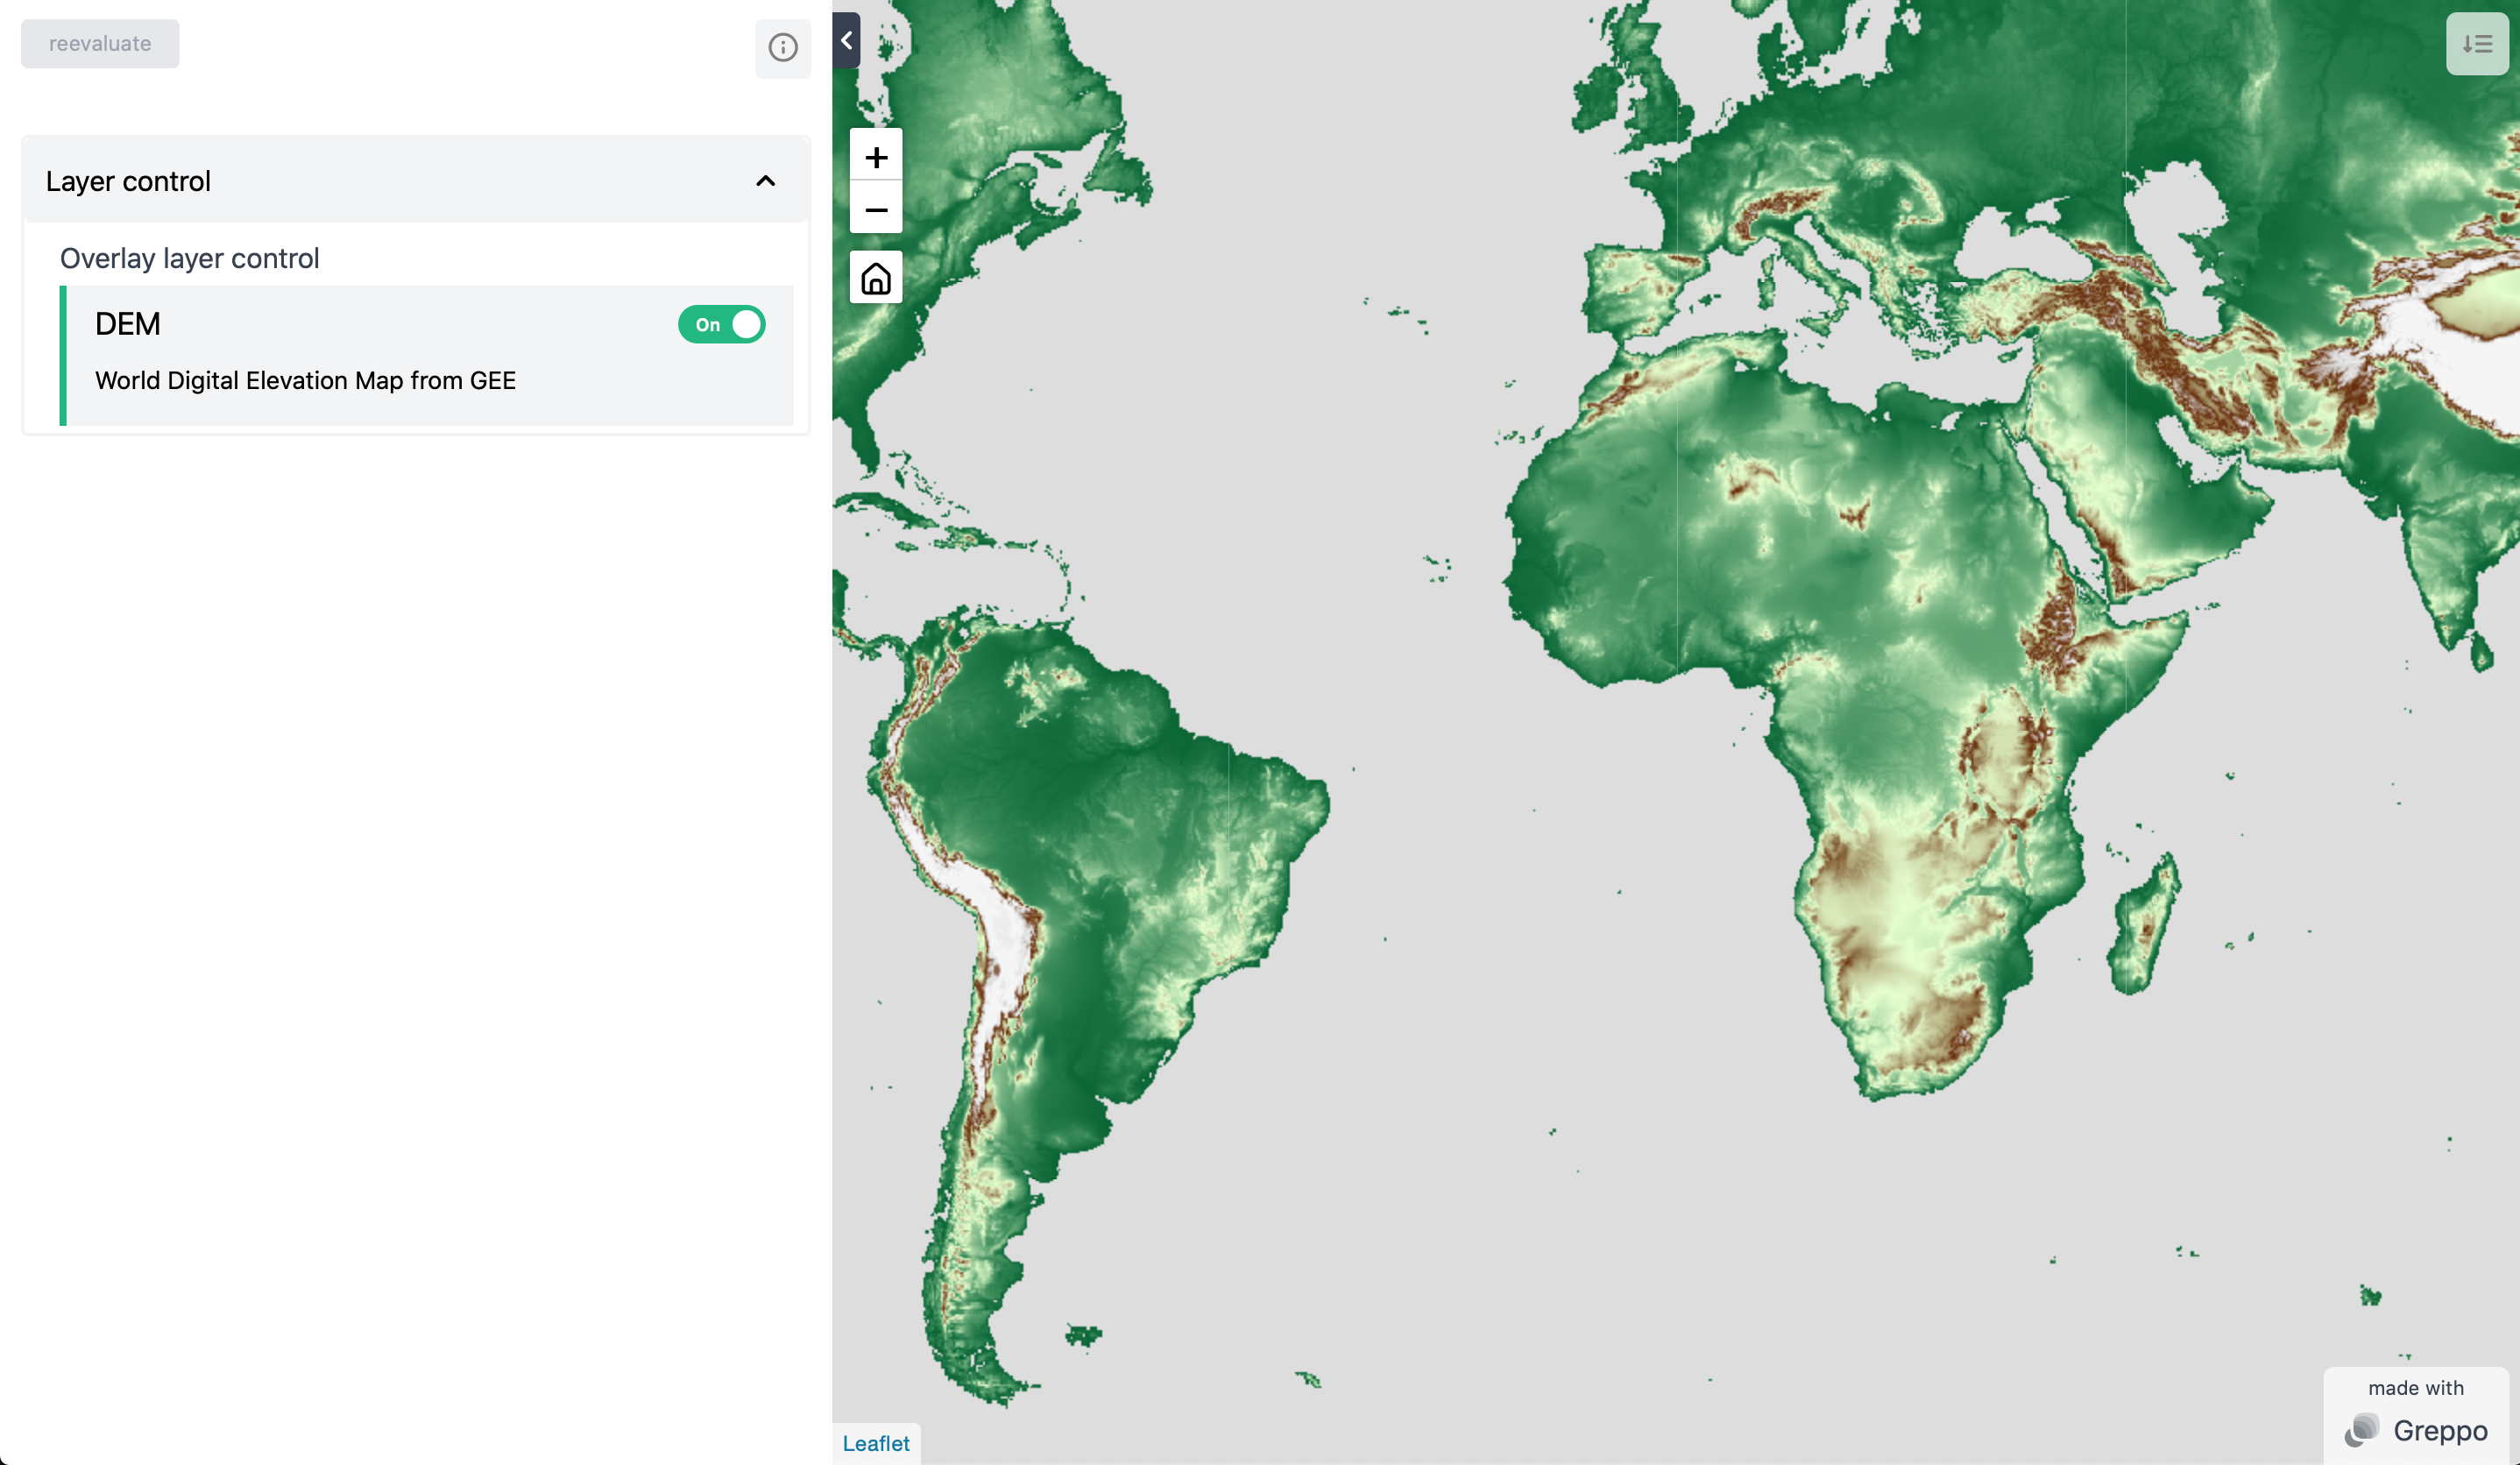 reevaluate
Layer control
Overlay layer control
DEM
On
World Digital Elevation Map from GEE
+
−
Leaflet
made with
Greppo